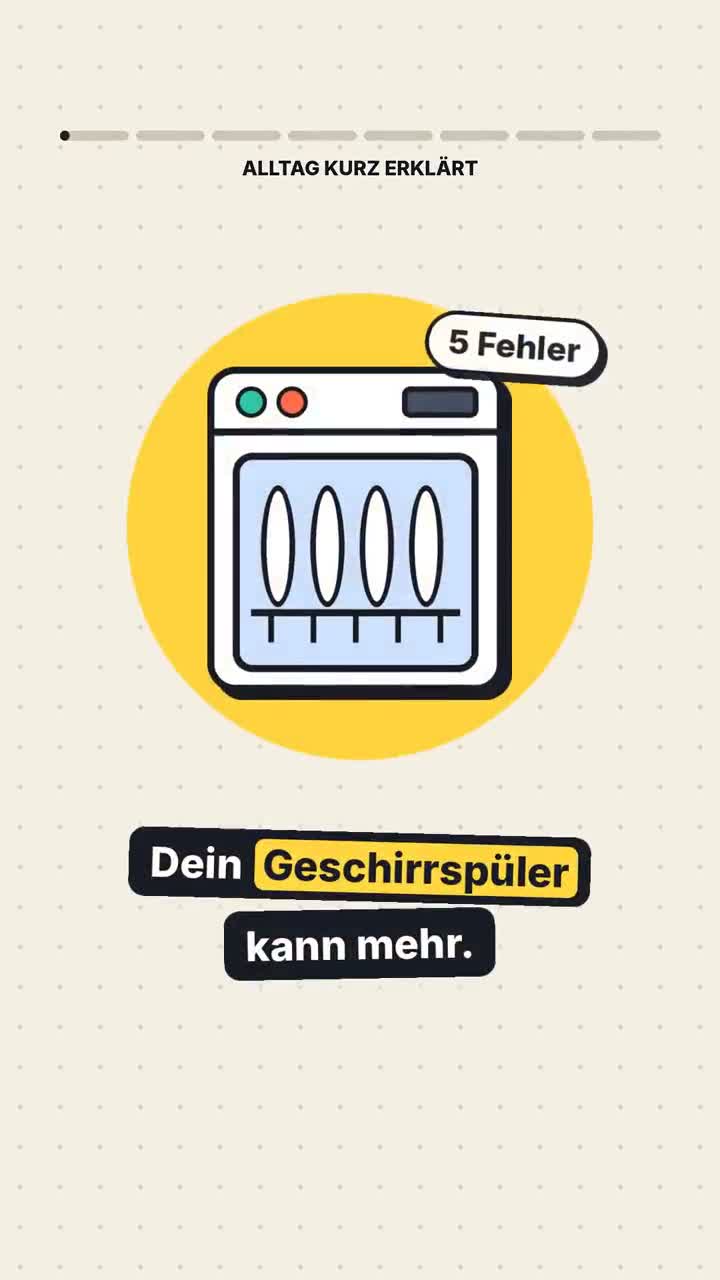 ALLTAG KURZ ERKLÄRT
5 Fehler
Dein Geschirrspüler
kann mehr.